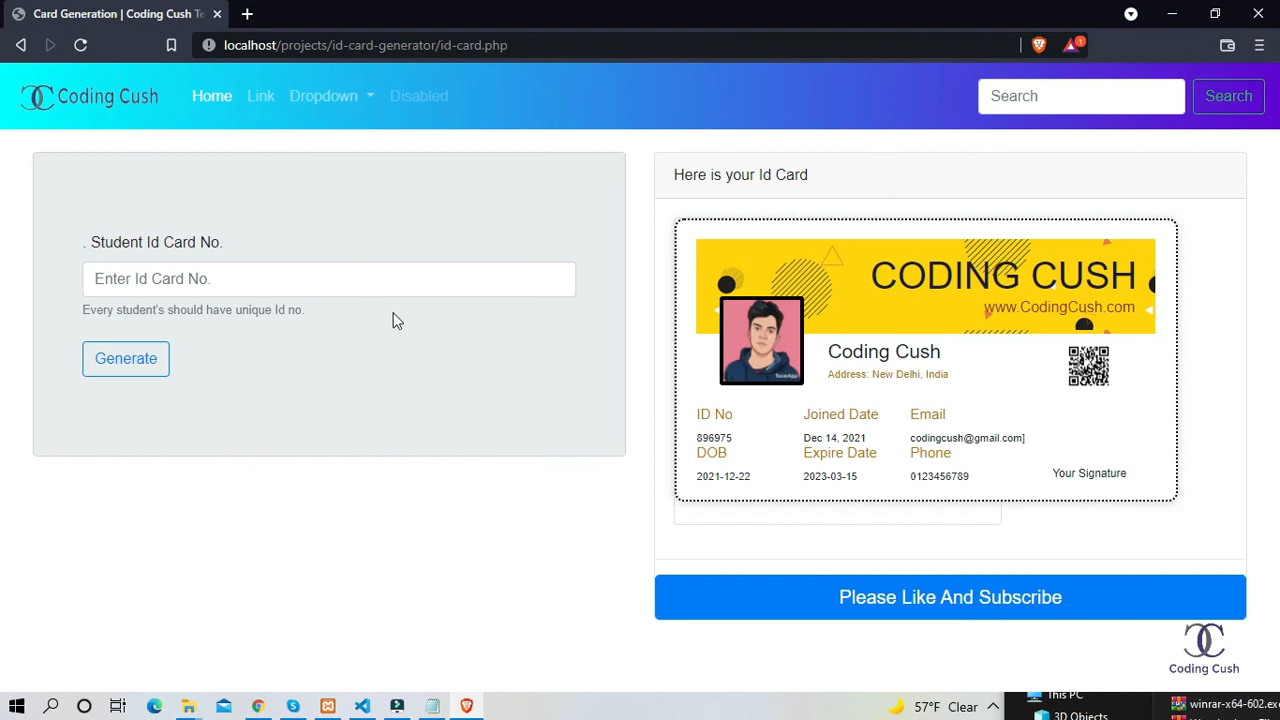 Card Generation | Coding Cush Te
localhost/projects/id-card-generator/id-card.php
1
Coding Cush
Home Link Dropdown Disabled
Search
Search
. Student Id Card No.
Enter Id Card No.
Every student's should have unique Id no.
Generate
Here is your Id Card
CODING CUSH
www.CodingCush.com
Coding Cush
Address: New Delhi, India
ID No Joined Date Email
896975 Dec 14, 2021 codingcush@gmail.com]
DOB Expire Date Phone
2021-12-22 2023-03-15 0123456789
Your Signature
Please Like And Subscribe
Coding Cush
57°F Clear
This PC
3D Objects
winrar-x64-602.exe